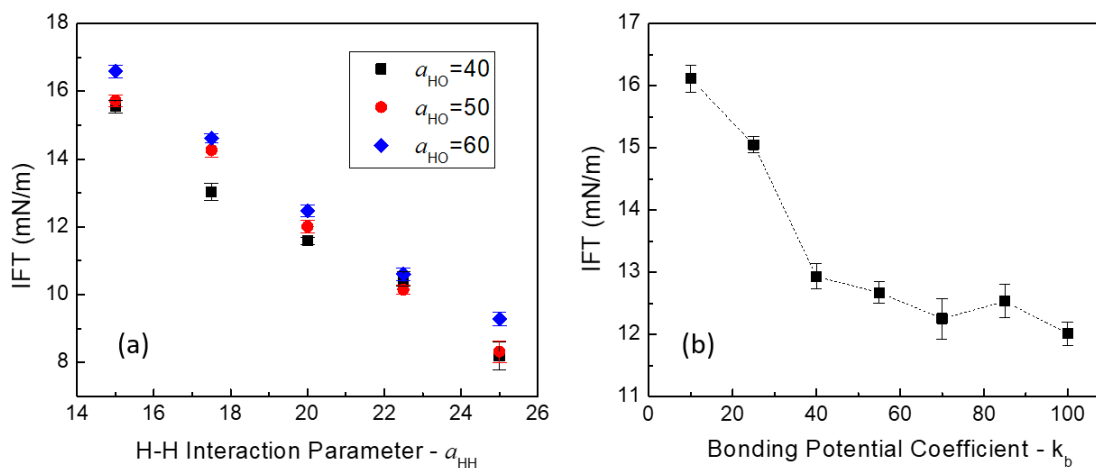 18
16
14
12
10
8
IFT (mN/m)
a_HO=40
a_HO=50
a_HO=60
(a)
14 16 18 20 22 24 26
H-H Interaction Parameter - a_HH
17
16
15
14
13
12
11
IFT (mN/m)
(b)
0 20 40 60 80 100
Bonding Potential Coefficient - k_b